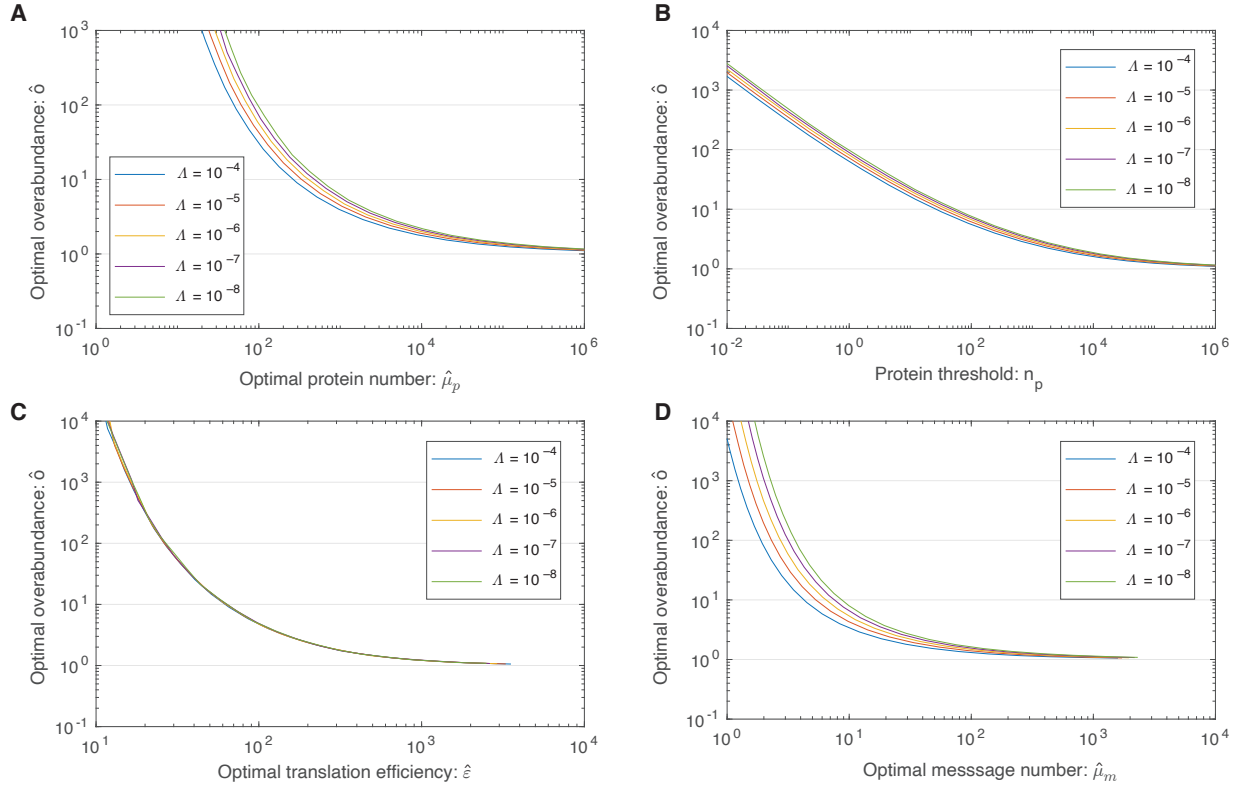 A
Optimal overabundance: ô
10^3
10^2
10^1
10^0
10^-1
Λ = 10^-4
Λ = 10^-5
Λ = 10^-6
Λ = 10^-7
Λ = 10^-8
10^0
10^2
10^4
10^6
Optimal protein number: μ̂_p
B
Optimal overabundance: ô
10^4
10^3
10^2
10^1
10^0
10^-1
Λ = 10^-4
Λ = 10^-5
Λ = 10^-6
Λ = 10^-7
Λ = 10^-8
10^-2
10^0
10^2
10^4
10^6
Protein threshold: n_p
C
Optimal overabundance: ô
10^4
10^3
10^2
10^1
10^0
10^-1
Λ = 10^-4
Λ = 10^-5
Λ = 10^-6
Λ = 10^-7
Λ = 10^-8
10^1
10^2
10^3
10^4
Optimal translation efficiency: ε̂
D
Optimal overabundance: ô
10^4
10^3
10^2
10^1
10^0
10^-1
Λ = 10^-4
Λ = 10^-5
Λ = 10^-6
Λ = 10^-7
Λ = 10^-8
10^0
10^1
10^2
10^3
10^4
Optimal messsage number: μ̂_m